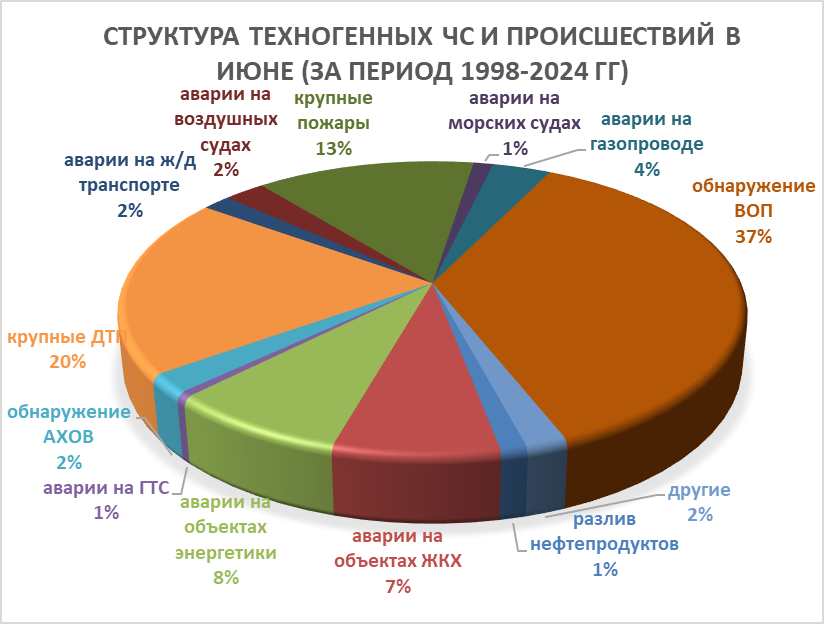 СТРУКТУРА ТЕХНОГЕННЫХ ЧС И ПРОИСШЕСТВИЙ В
ИЮНЕ (ЗА ПЕРИОД 1998-2024 ГГ)
аварии на
воздушных
судах
2%
крупные
пожары
13%
аварии на
морских судах
1%
аварии на
газопроводе
4%
аварии на ж/д
транспорте
2%
обнаружение
ВОП
37%
крупные ДТП
20%
обнаружение
АХОВ
2%
аварии на ГТС
1%
аварии на
объектах
энергетики
8%
аварии на
объектах ЖКХ
7%
разлив
нефтепродуктов
1%
другие
2%